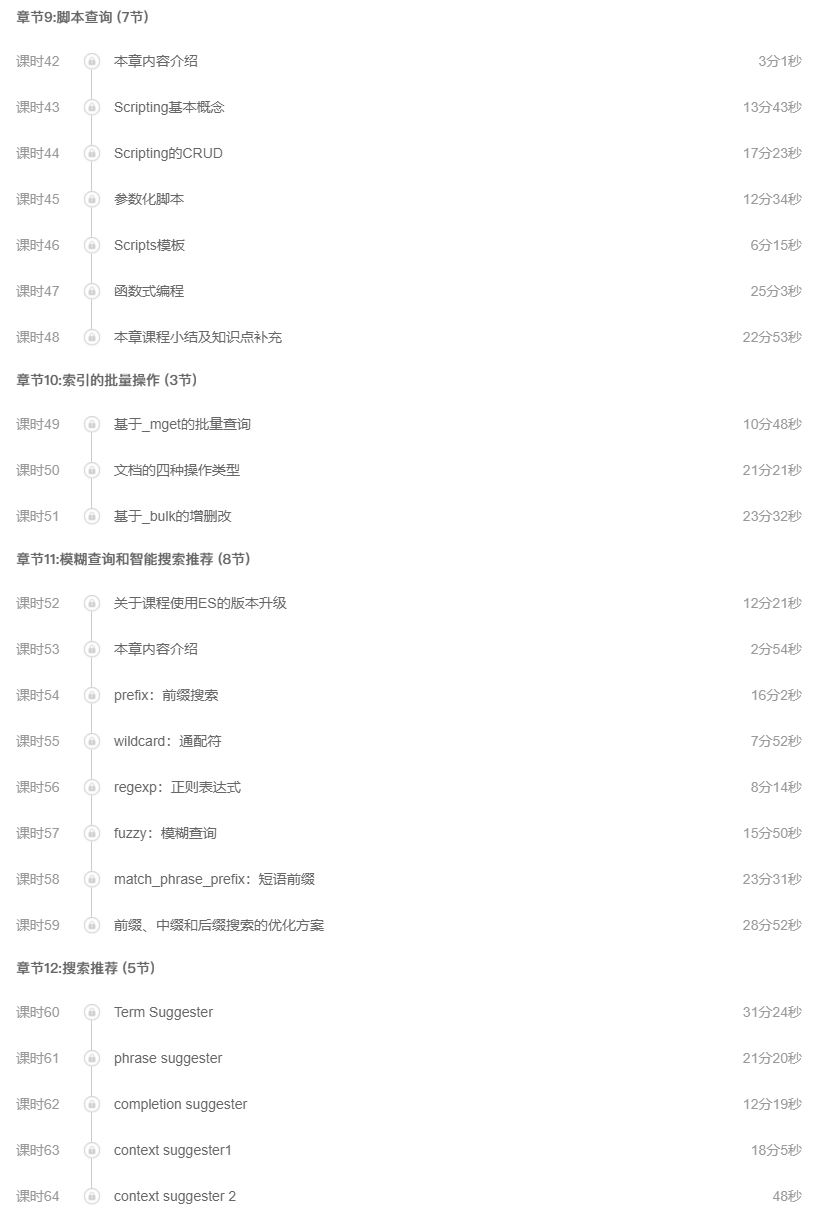 章节9:脚本查询 (7节)
课时42 本章内容介绍 3分1秒
课时43 Scripting基本概念 13分43秒
课时44 Scripting的CRUD 17分23秒
课时45 参数化脚本 12分34秒
课时46 Scripts模板 6分15秒
课时47 函数式编程 25分3秒
课时48 本章课程小结及知识点补充 22分53秒
章节10:索引的批量操作 (3节)
课时49 基于_mget的批量查询 10分48秒
课时50 文档的四种操作类型 21分21秒
课时51 基于_bulk的增删改 23分32秒
章节11:模糊查询和智能搜索推荐 (8节)
课时52 关于课程使用ES的版本升级 12分21秒
课时53 本章内容介绍 2分54秒
课时54 prefix：前缀搜索 16分2秒
课时55 wildcard：通配符 7分52秒
课时56 regexp：正则表达式 8分14秒
课时57 fuzzy：模糊查询 15分50秒
课时58 match_phrase_prefix：短语前缀 23分31秒
课时59 前缀、中缀和后缀搜索的优化方案 28分52秒
章节12:搜索推荐 (5节)
课时60 Term Suggester 31分24秒
课时61 phrase suggester 21分20秒
课时62 completion suggester 12分19秒
课时63 context suggester1 18分5秒
课时64 context suggester 2 48秒